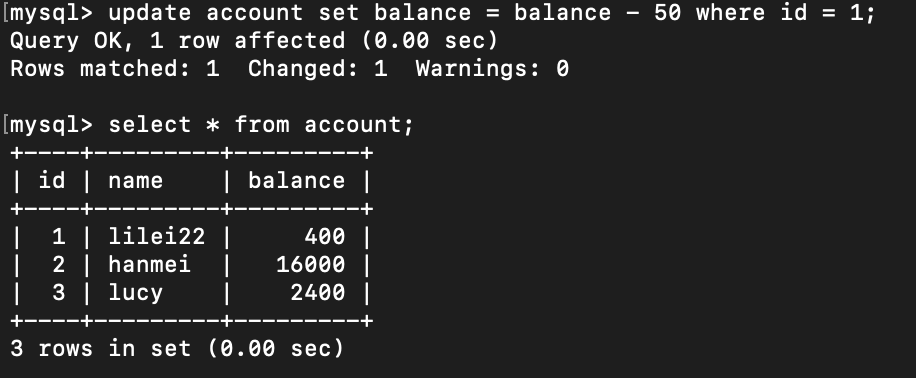 [mysql> update account set balance = balance - 50 where id = 1;
Query OK, 1 row affected (0.00 sec)
Rows matched: 1  Changed: 1  Warnings: 0

[mysql> select * from account;
+----+---------+---------+
| id | name    | balance |
+----+---------+---------+
|  1 | lilei22 |     400 |
|  2 | hanmei  |   16000 |
|  3 | lucy    |    2400 |
+----+---------+---------+
3 rows in set (0.00 sec)